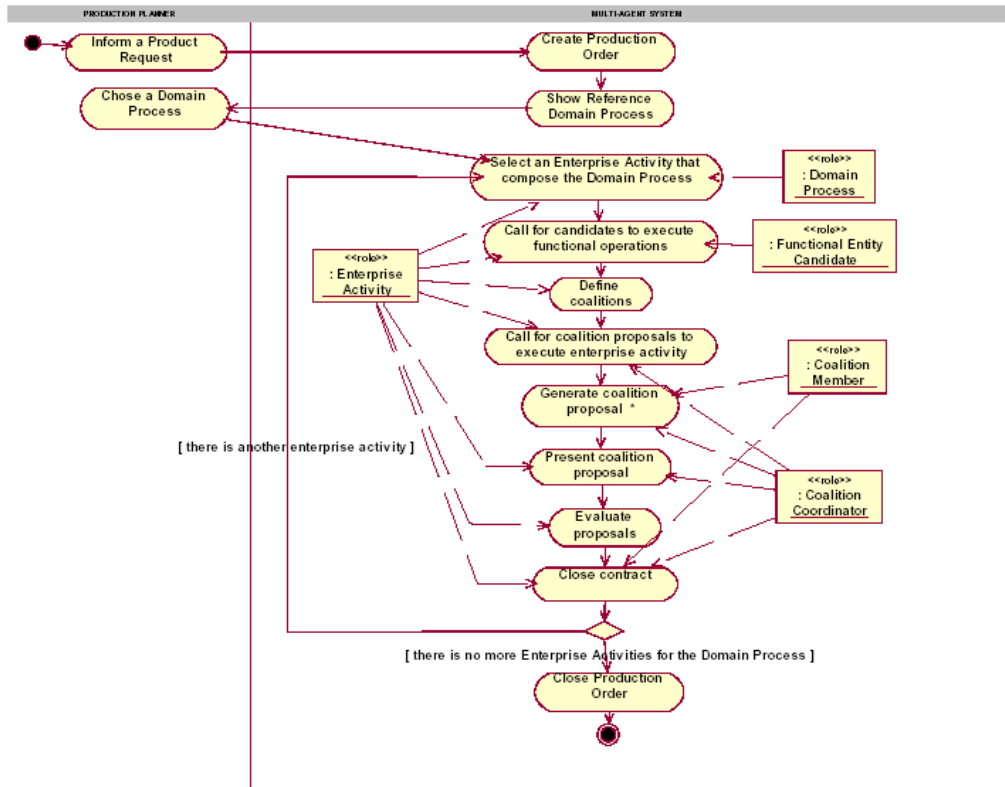 PRODUCTION PLANNER
MULTI-AGENT SYSTEM
Inform a Product
Request
Create Production
Order
Chose a Domain
Process
Show Reference
Domain Process
Select an Enterprise Activity that
compose the Domain Process
<<role>>
: Domain
Process
Call for candidates to execute
functional operations
<<role>>
: Functional Entity
Candidate
<<role>>
: Enterprise
Activity
Define
coalitions
Call for coalition proposals to
execute enterprise activity
<<role>>
: Coalition
Member
Generate coalition
proposal *
[ there is another enterprise activity ]
Present coalition
proposal
<<role>>
: Coalition
Coordinator
Evaluate
proposals
Close contract
[ there is no more Enterprise Activities for the Domain Process ]
Close Production
Order